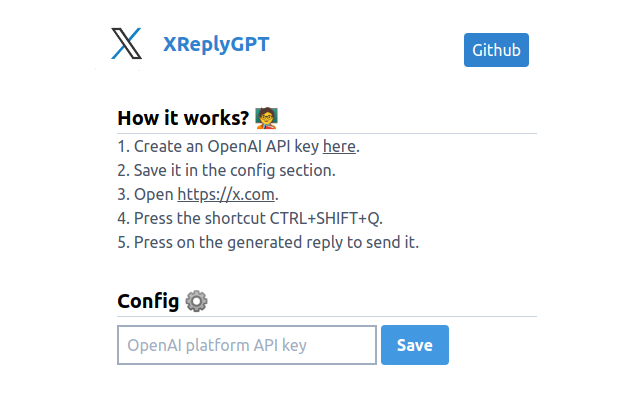 XReplyGPT
Github
How it works?
1. Create an OpenAI API key here.
2. Save it in the config section.
3. Open https://x.com.
4. Press the shortcut CTRL+SHIFT+Q.
5. Press on the generated reply to send it.
Config
OpenAI platform API key
Save